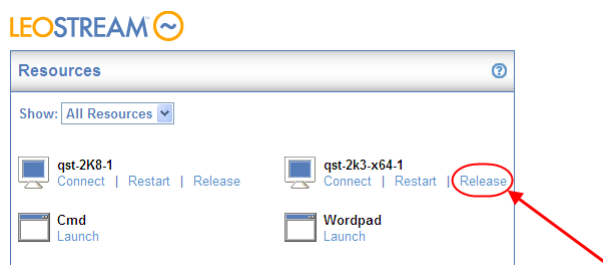 LEOSTREAM
Resources
?
Show: All Resources
qst-2K8-1
Connect | Restart | Release
qst-2k3-x64-1
Connect | Restart | Release
Cmd
Launch
Wordpad
Launch